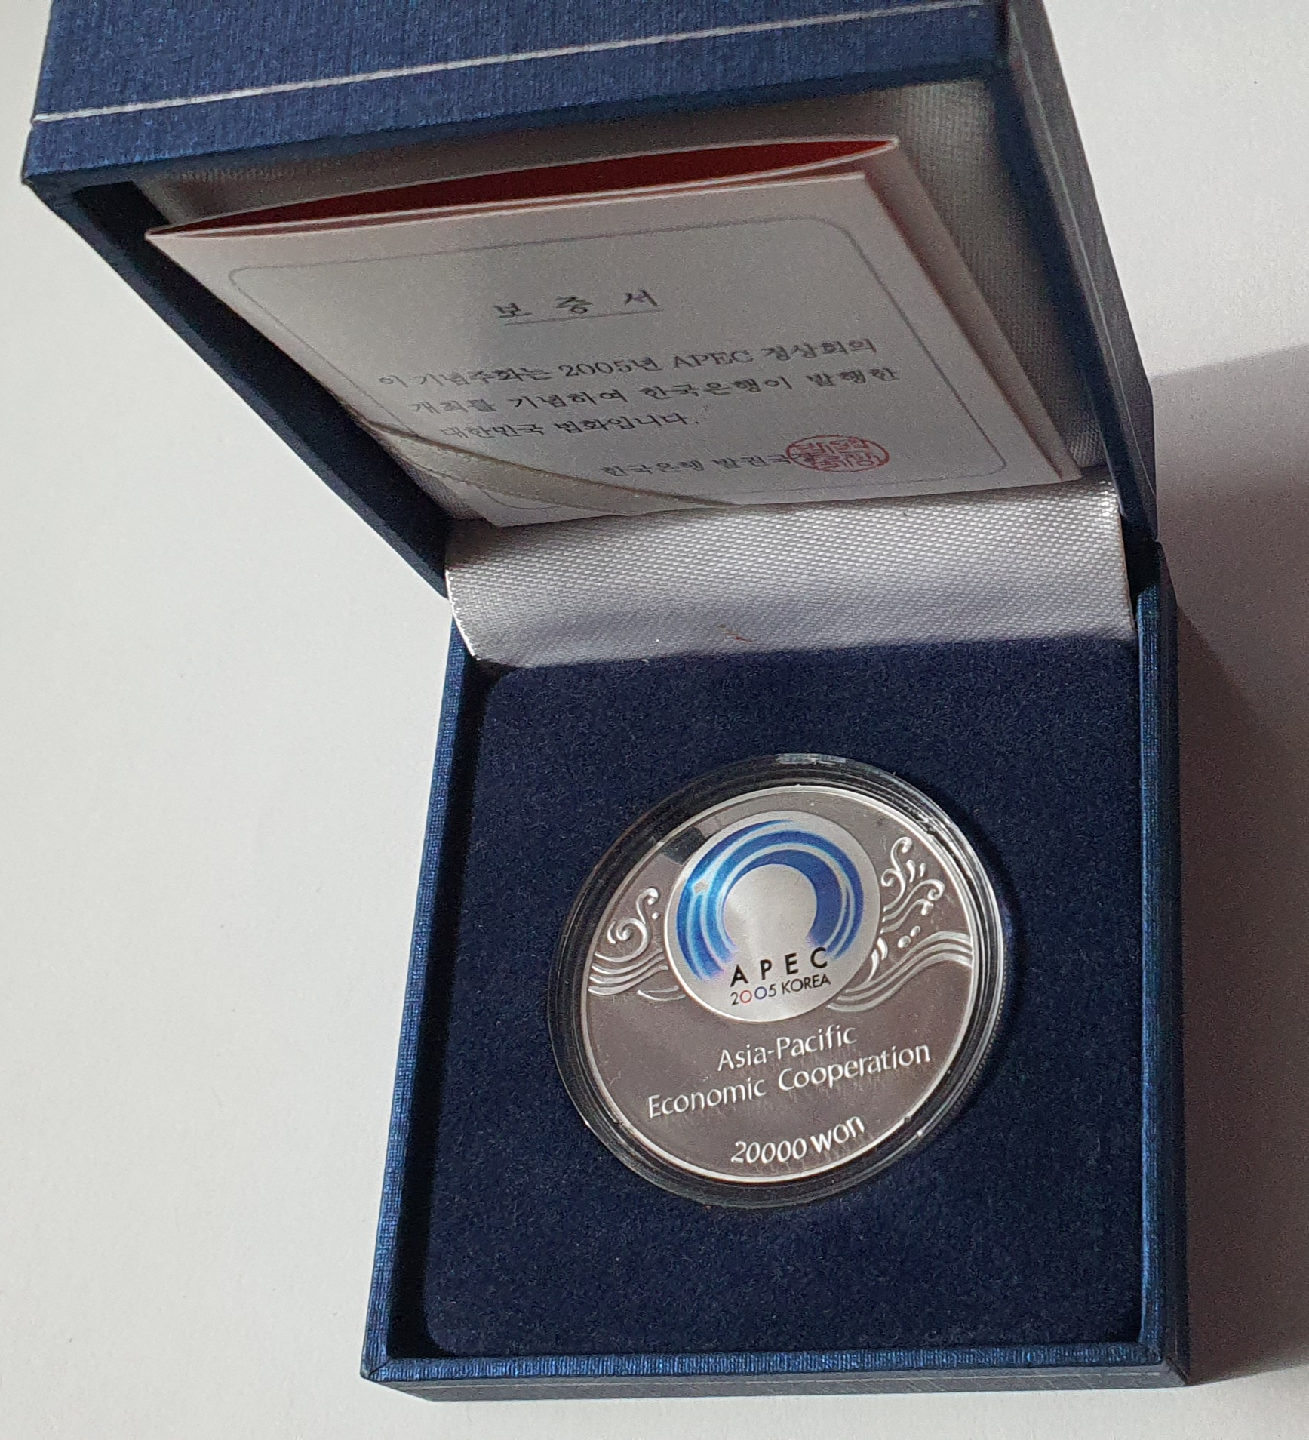 보증서
이 기념주화는 2005년 APEC 정상회의
개최를 기념하여 한국은행이 발행한
대한민국 법화입니다.
한국은행 발권국
APEC
2005 KOREA
Asia-Pacific
Economic Cooperation
20000 won